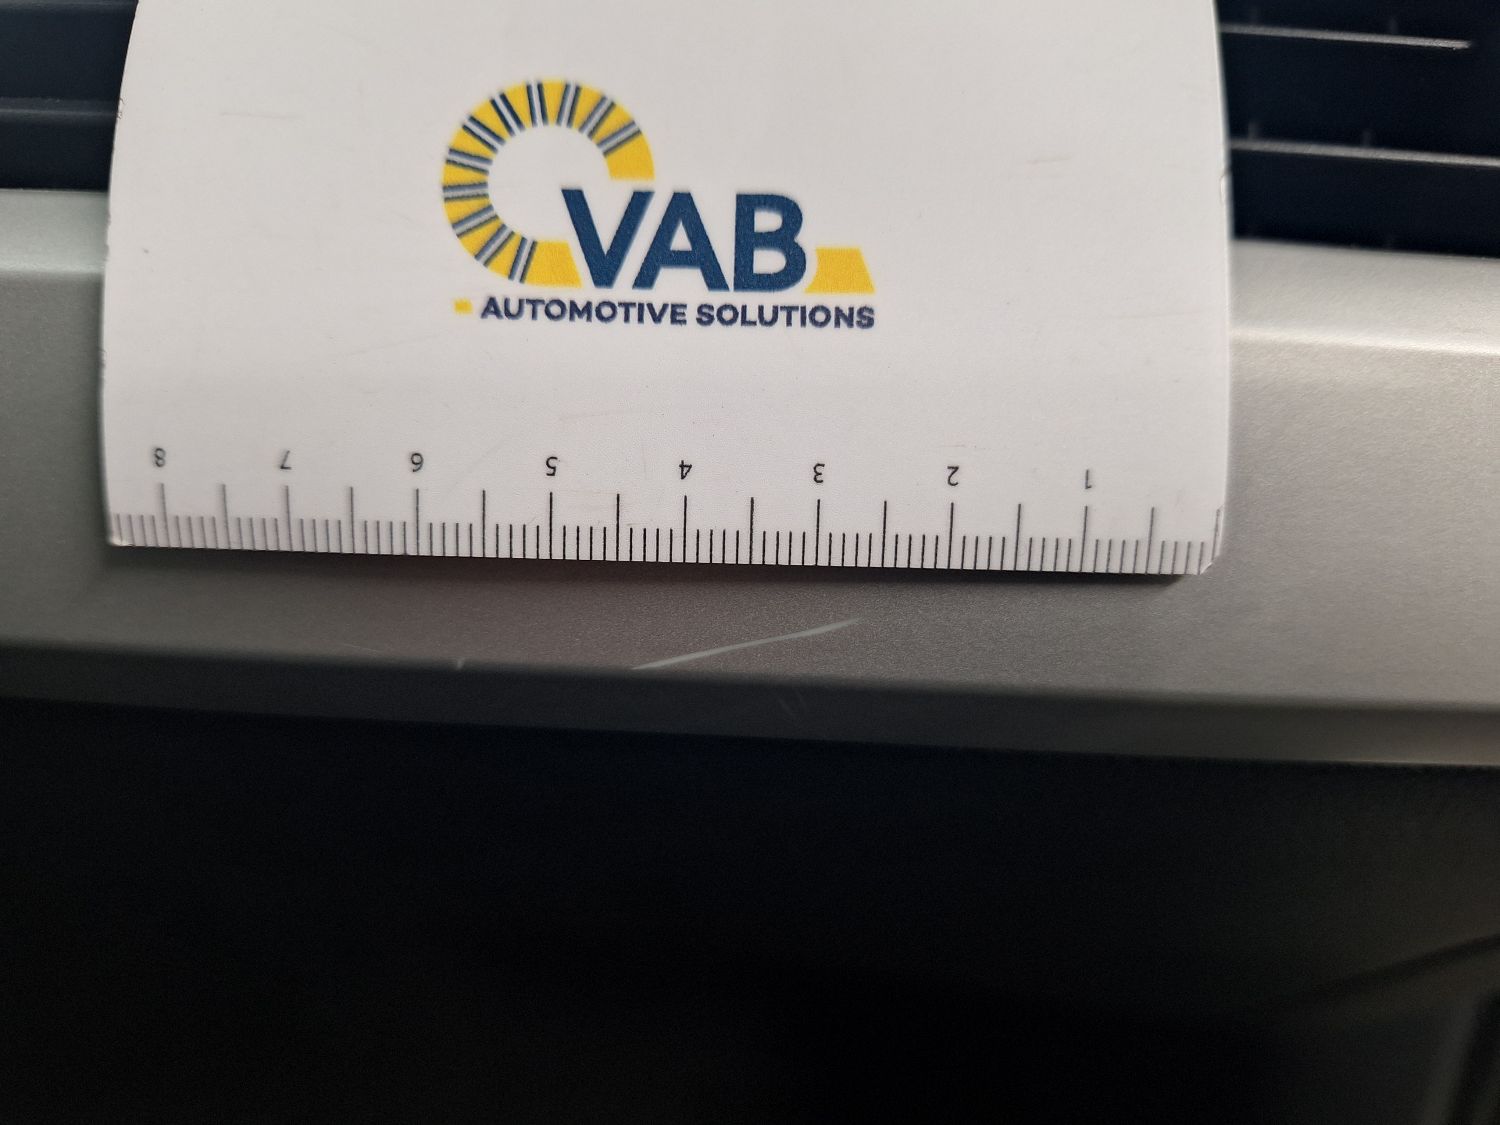 VAB
AUTOMOTIVE SOLUTIONS
8 7 6 5 4 3 2 1